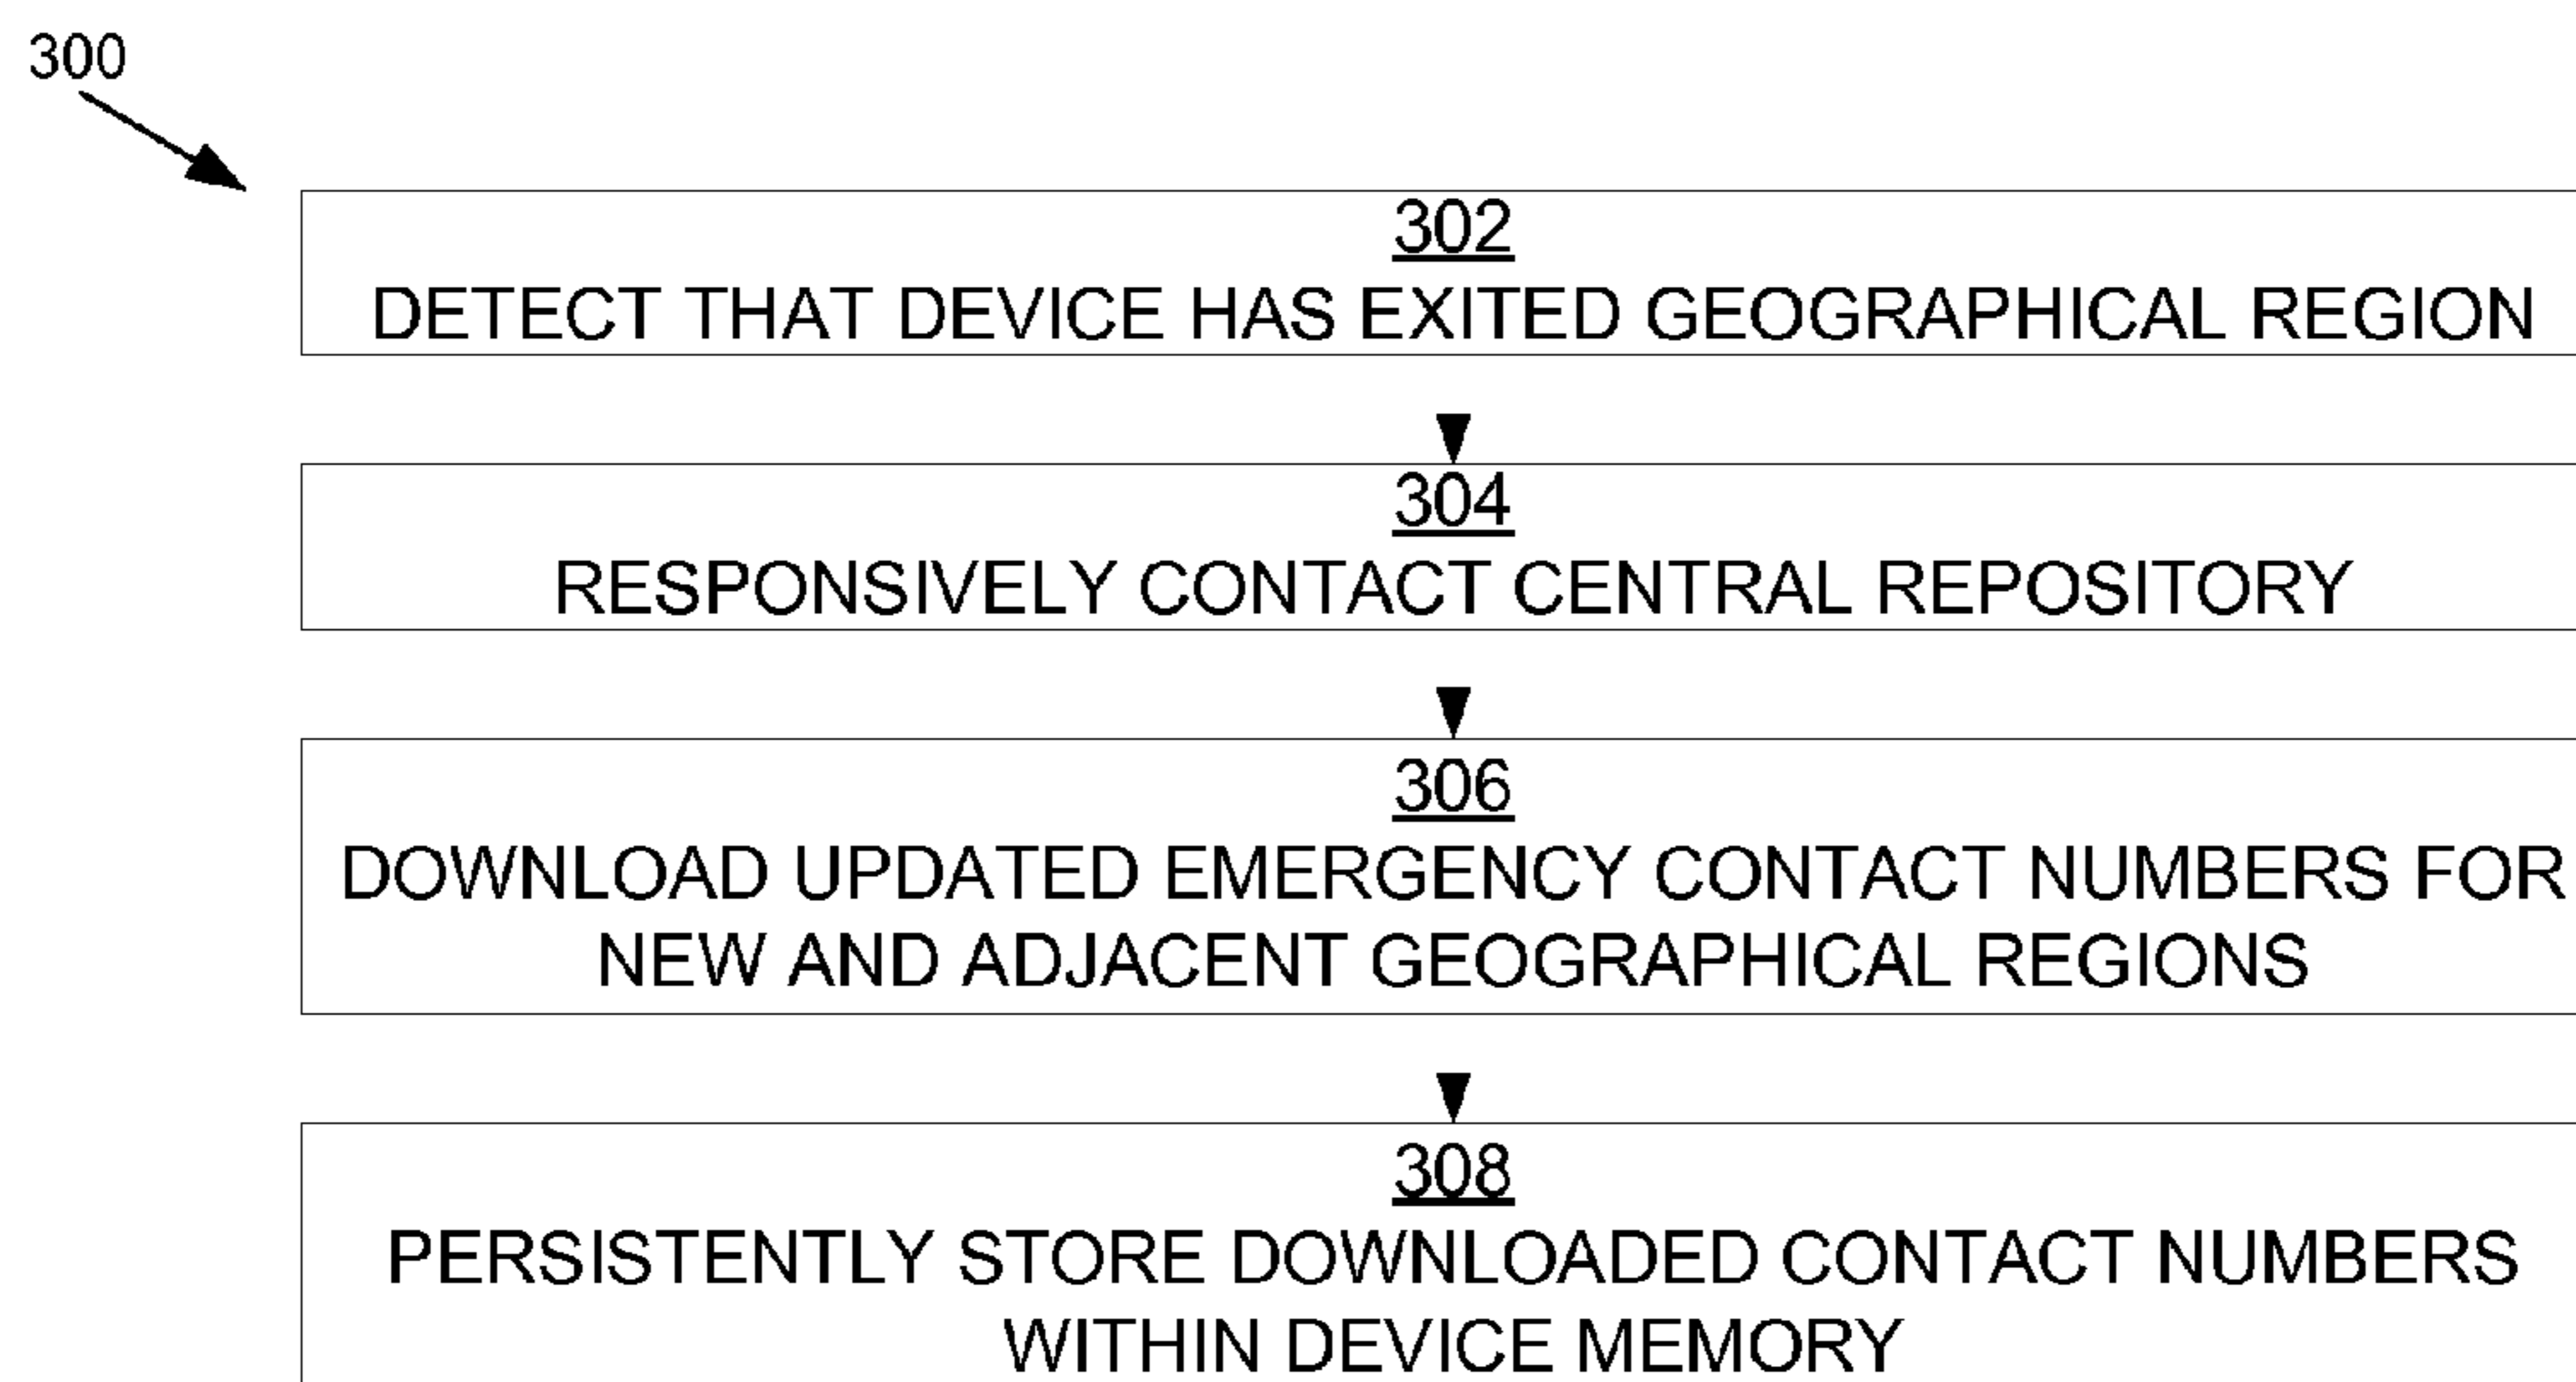 300
302
DETECT THAT DEVICE HAS EXITED GEOGRAPHICAL REGION
304
RESPONSIVELY CONTACT CENTRAL REPOSITORY
306
DOWNLOAD UPDATED EMERGENCY CONTACT NUMBERS FOR
NEW AND ADJACENT GEOGRAPHICAL REGIONS
308
PERSISTENTLY STORE DOWNLOADED CONTACT NUMBERS
WITHIN DEVICE MEMORY